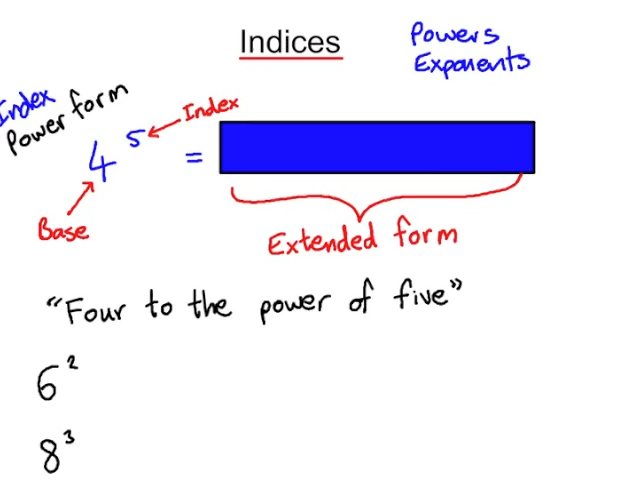 Indices
Powers
Exponents
Index
Power form
4⁵ =
Index
Base
Extended form
“Four to the power of five”
6²
8³